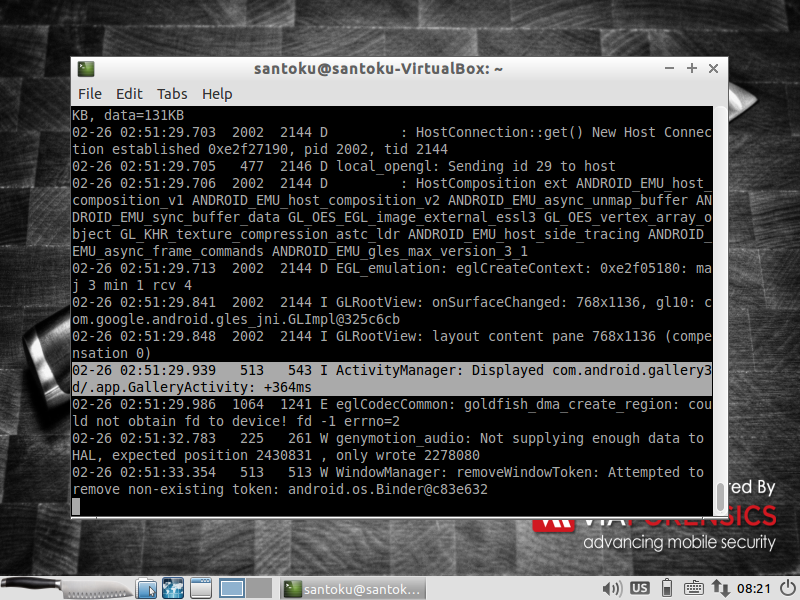 santoku@santoku-VirtualBox: ~
File Edit Tabs Help
KB, data=131KB
02-26 02:51:29.703  2002  2144 D         : HostConnection::get() New Host Connec
tion established 0xe2f27190, pid 2002, tid 2144
02-26 02:51:29.705   477  2146 D local_opengl: Sending id 29 to host
02-26 02:51:29.706  2002  2144 D         : HostComposition ext ANDROID_EMU_host_
composition_v1 ANDROID_EMU_host_composition_v2 ANDROID_EMU_async_unmap_buffer AN
DROID_EMU_sync_buffer_data GL_OES_EGL_image_external_essl3 GL_OES_vertex_array_o
bject GL_KHR_texture_compression_astc_ldr ANDROID_EMU_host_side_tracing ANDROID_
EMU_async_frame_commands ANDROID_EMU_gles_max_version_3_1
02-26 02:51:29.713  2002  2144 D EGL_emulation: eglCreateContext: 0xe2f05180: ma
j 3 min 1 rcv 4
02-26 02:51:29.841  2002  2144 I GLRootView: onSurfaceChanged: 768x1136, gl10: c
om.google.android.gles_jni.GLImpl@325c6cb
02-26 02:51:29.848  2002  2144 I GLRootView: layout content pane 768x1136 (compe
nsation 0)
02-26 02:51:29.939   513   543 I ActivityManager: Displayed com.android.gallery3
d/.app.GalleryActivity: +364ms
02-26 02:51:29.986  1064  1241 E eglCodecCommon: goldfish_dma_create_region: cou
ld not obtain fd to device! fd -1 errno=2
02-26 02:51:32.783   225   261 W genymotion_audio: Not supplying enough data to
HAL, expected position 2430831 , only wrote 2278080
02-26 02:51:33.354   513   513 W WindowManager: removeWindowToken: Attempted to
remove non-existing token: android.os.Binder@c83e632
red By
VIAFORENSICS
advancing mobile security
santoku@santok...
US
08:21